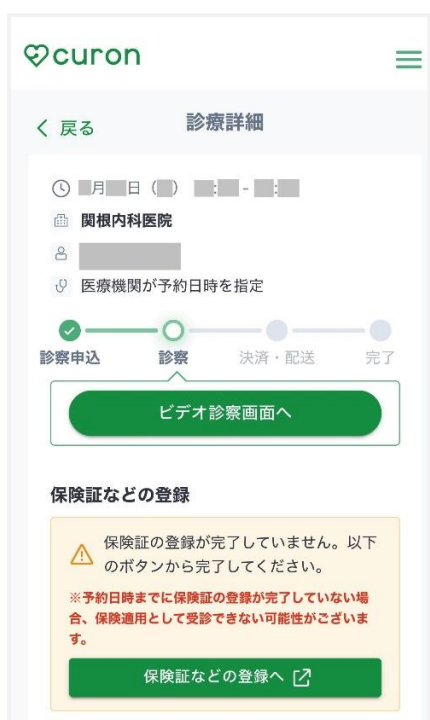 curon
戻る 診療詳細
月 日 ( ) : - :
関根内科医院
医療機関が予約日時を指定
診察申込 診察 決済・配送 完了
ビデオ診察画面へ
保険証などの登録
保険証の登録が完了していません。以下
のボタンから完了してください。
※予約日時までに保険証の登録が完了していない場
合、保険適用として受診できない可能性がございま
す。
保険証などの登録へ